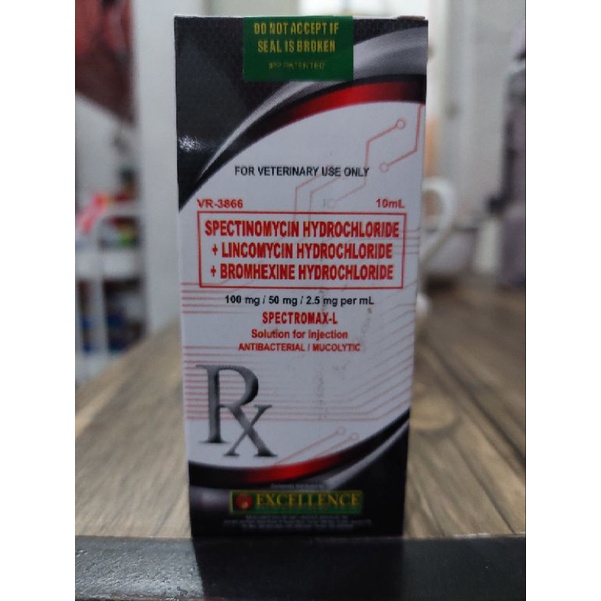 DO NOT ACCEPT IF
SEAL IS BROKEN
FOR VETERINARY USE ONLY
VR-3866 10mL
SPECTINOMYCIN HYDROCHLORIDE
+ LINCOMYCIN HYDROCHLORIDE
+ BROMHEXINE HYDROCHLORIDE
100 mg / 50 mg / 2.5 mg per mL
SPECTROMAX-L
Solution for Injection
ANTIBACTERIAL / MUCOLYTIC
Rx
EXCELLENCE